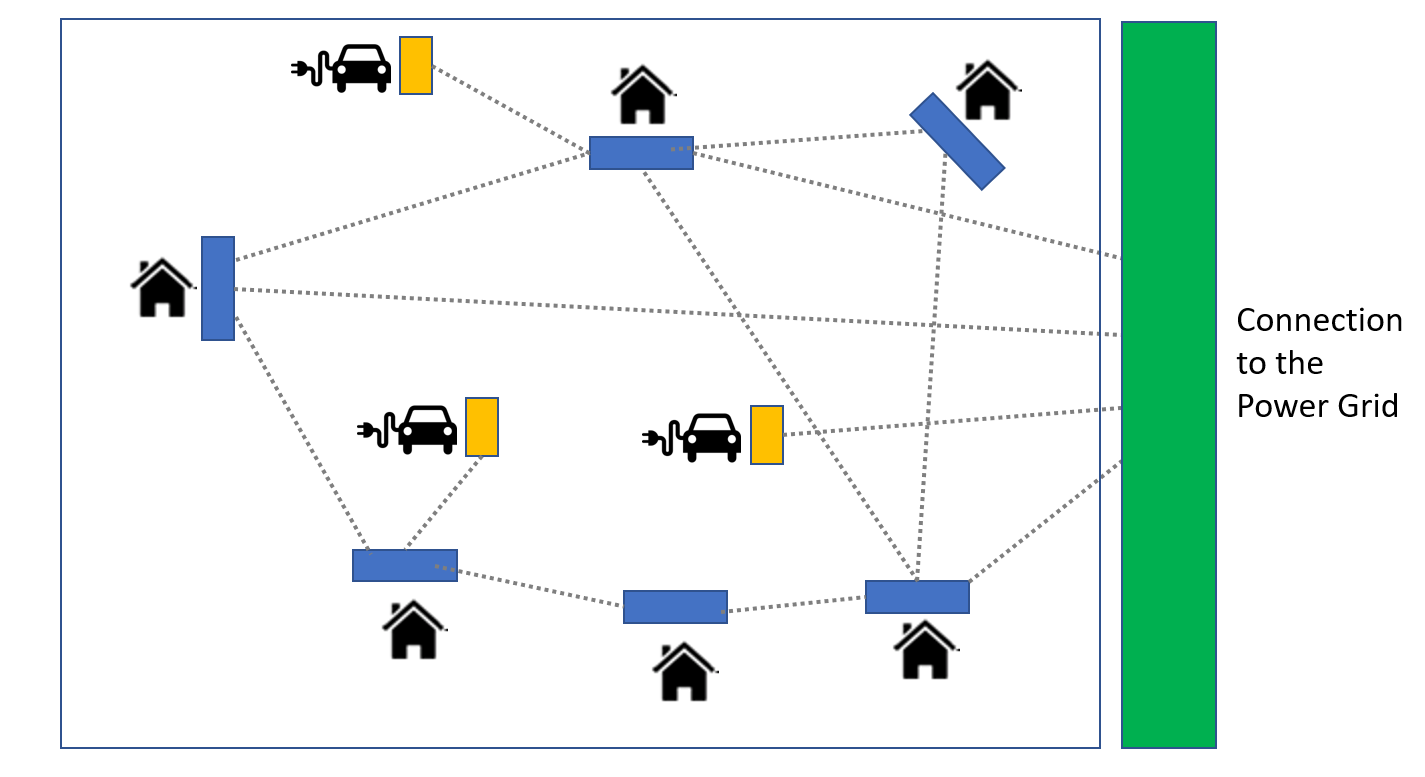 Connection
to the
Power Grid